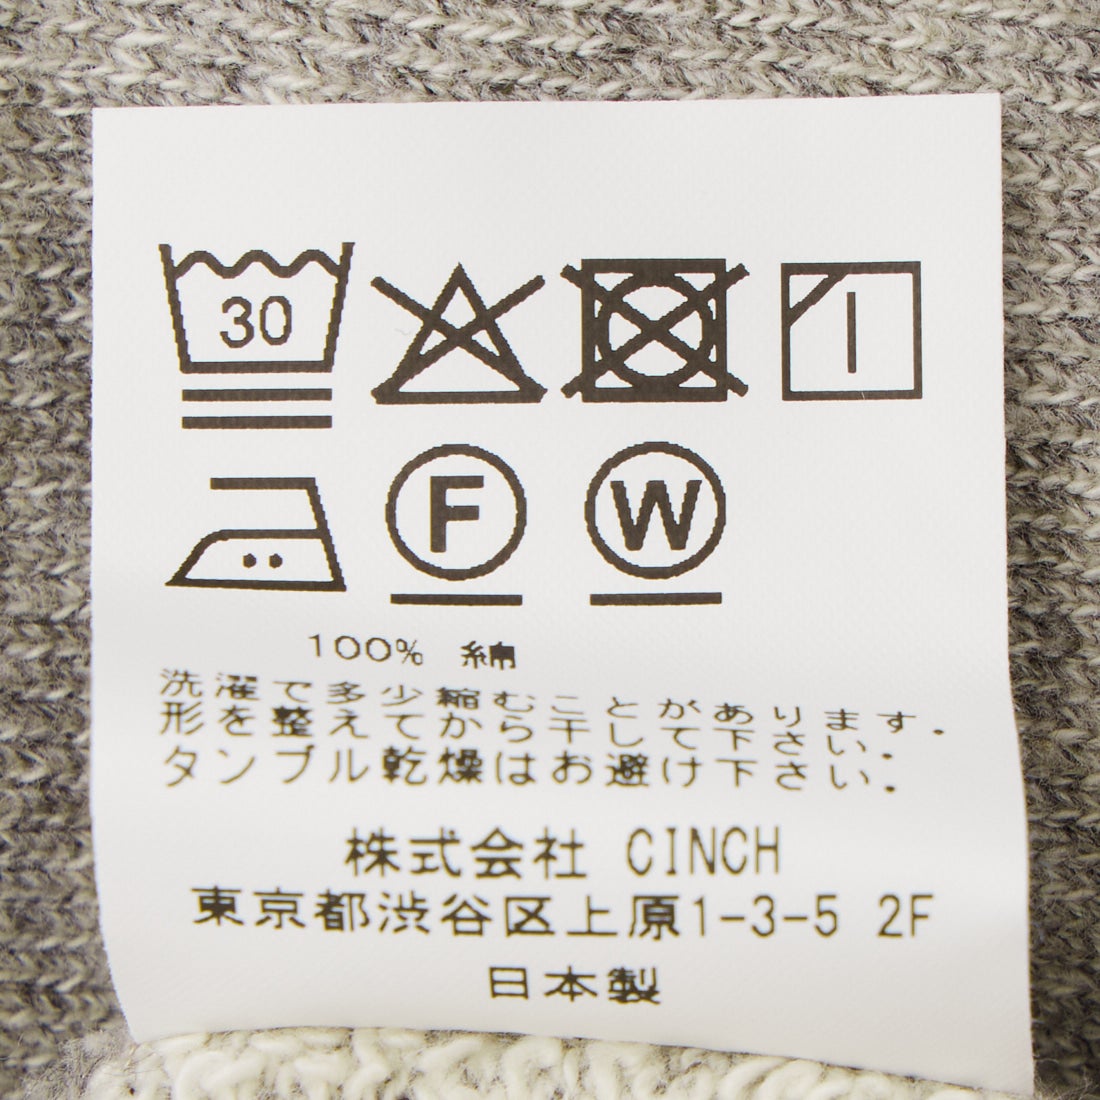 30
F W
100% 綿
洗濯で多少縮むことがあります.
形を整えてから干して下さい.
タンブル乾燥はお避け下さい.
株式会社 CINCH
東京都渋谷区上原1-3-5 2F
日本製